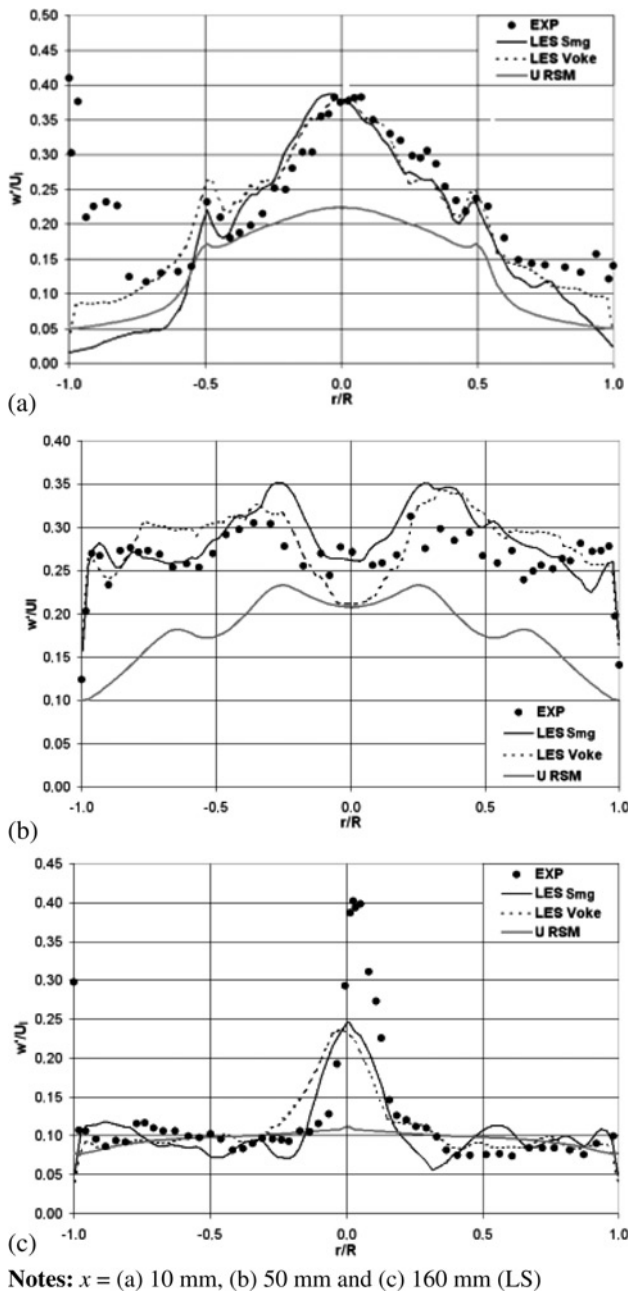 0.50
0.45
0.40
0.35
0.30
0.25
0.20
0.15
0.10
0.05
0.00
w'/Uı
EXP
LES Smg
LES Voke
U RSM
-1.0 -0.5 0.0 0.5 1.0
r/R
(a)
0.40
0.35
0.30
0.25
0.20
0.15
0.10
0.05
0.00
w'/UI
EXP
LES Smg
LES Voke
U RSM
-1.0 -0.5 0.0 0.5 1.0
r/R
(b)
0.45
0.40
0.35
0.30
0.25
0.20
0.15
0.10
0.05
0.00
w'/Uı
EXP
LES Smg
LES Voke
U RSM
-1.0 -0.5 0.0 0.5 1.0
r/R
(c)
Notes: x = (a) 10 mm, (b) 50 mm and (c) 160 mm (LS)